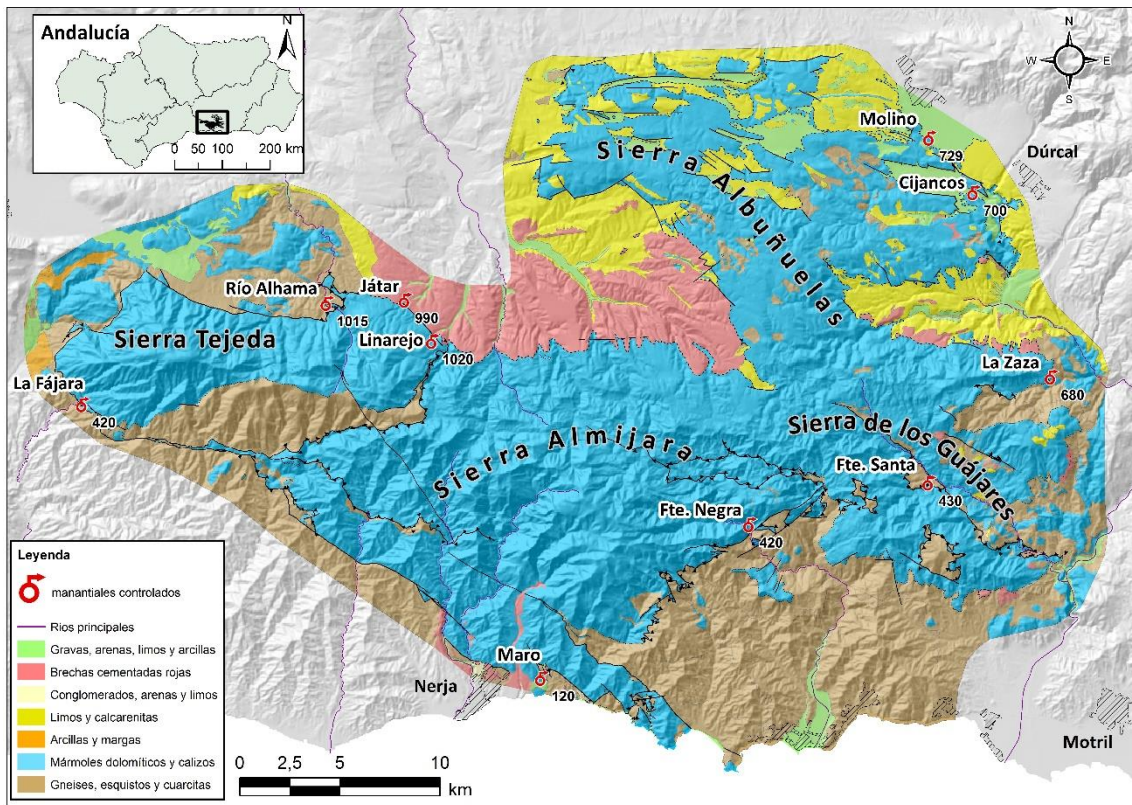 Andalucía
N
0 50 100 200 km
N
W E
S
Molino
729
Dúrcal
Cijancos
700
Sierra Albuñuelas
Río Alhama
1015
Játar
990
Linarejo
1020
Sierra Tejeda
La Fájara
420
La Zaza
680
Sierra de los Guájares
Sierra Almijara
Fte. Santa
430
Fte. Negra
420
Maro
120
Nerja
Motril
Leyenda
manantiales controlados
Rios principales
Gravas, arenas, limos y arcillas
Brechas cementadas rojas
Conglomerados, arenas y limos
Limos y calcarenitas
Arcillas y margas
Mármoles dolomíticos y calizos
Gneises, esquistos y cuarcitas
0 2,5 5 10
km